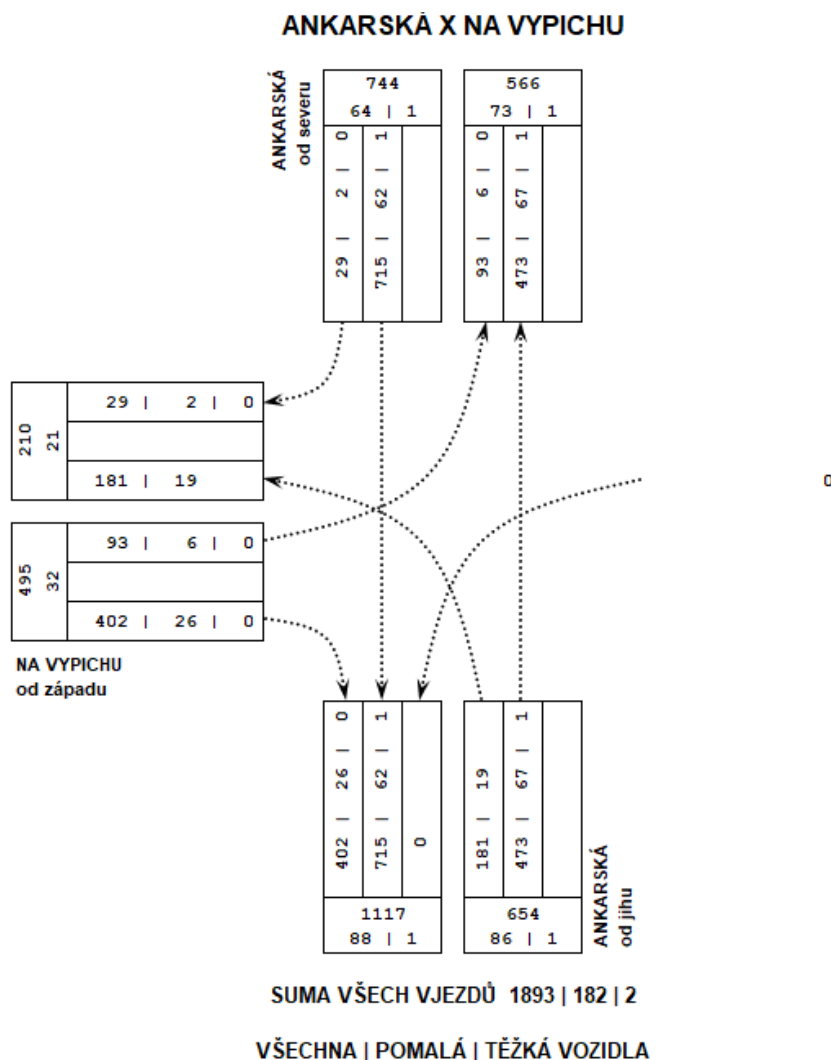 ANKARSKÁ X NA VYPICHU
ANKARSKÁ
od severu
744
64 | 1
29 | 2 | 0
715 | 62 | 1
566
73 | 1
93 | 6 | 0
473 | 67 | 1
210
21
29 | 2 | 0
181 | 19
0
495
32
93 | 6 | 0
402 | 26 | 0
NA VYPICHU
od západu
402 | 26 | 0
715 | 62 | 1
0
1117
88 | 1
181 | 19
473 | 67 | 1
654
86 | 1
ANKARSKÁ
od jihu
SUMA VŠECH VJEZDŮ 1893 | 182 | 2
VŠECHNA | POMALÁ | TĚŽKÁ VOZIDLA